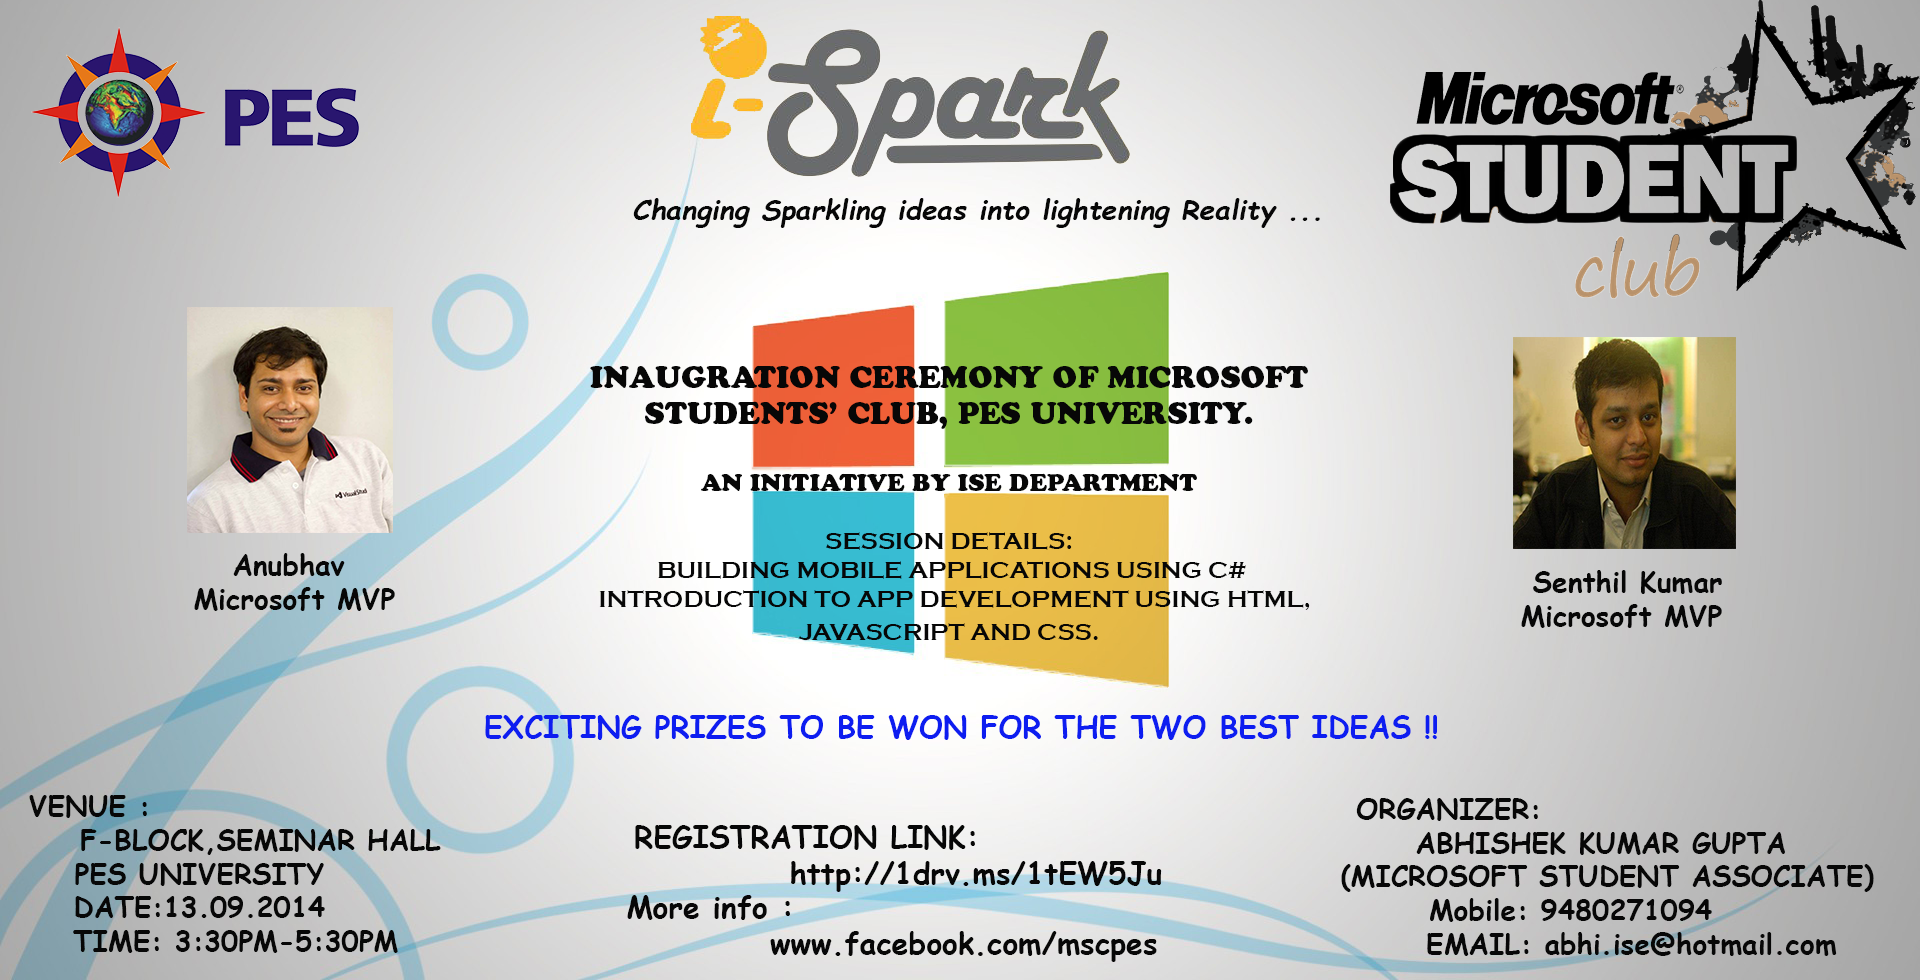 PES
i-Spark
Changing Sparkling ideas into lightening Reality ...
Microsoft®
STUDENT
club
INAUGRATION CEREMONY OF MICROSOFT
STUDENTS' CLUB, PES UNIVERSITY.
AN INITIATIVE BY ISE DEPARTMENT
SESSION DETAILS:
BUILDING MOBILE APPLICATIONS USING C#
INTRODUCTION TO APP DEVELOPMENT USING HTML,
JAVASCRIPT AND CSS.
Visual Studi
Anubhav
Microsoft MVP
Senthil Kumar
Microsoft MVP
EXCITING PRIZES TO BE WON FOR THE TWO BEST IDEAS !!
VENUE :
F-BLOCK,SEMINAR HALL
PES UNIVERSITY
DATE:13.09.2014
TIME: 3:30PM-5:30PM
REGISTRATION LINK:
http://1drv.ms/1tEW5Ju
More info :
www.facebook.com/mscpes
ORGANIZER:
ABHISHEK KUMAR GUPTA
(MICROSOFT STUDENT ASSOCIATE)
Mobile: 9480271094
EMAIL: abhi.ise@hotmail.com